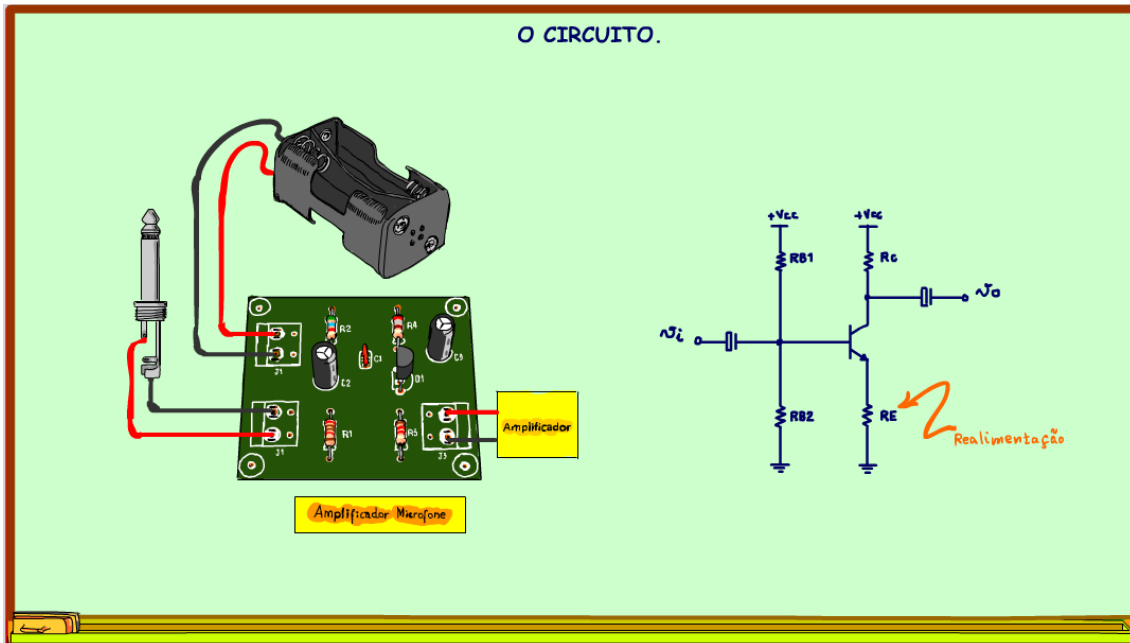 O CIRCUITO.
R2
R4
C3
J1
C2
C1
Q1
R1
R3
J1
J3
Amplificador
Amplificador Microfone
+Vcc
+Vcc
RB1
Rc
vo
vi
RB2
RE
Realimentação